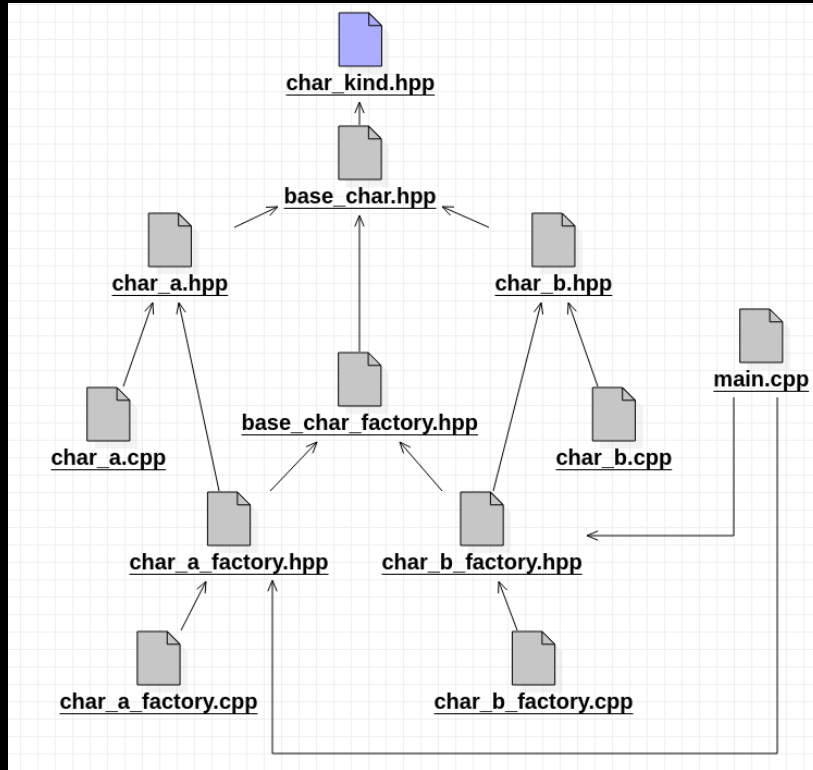 char_kind.hpp
base_char.hpp
char_a.hpp
char_b.hpp
main.cpp
base_char_factory.hpp
char_a.cpp
char_b.cpp
char_a_factory.hpp
char_b_factory.hpp
char_a_factory.cpp
char_b_factory.cpp